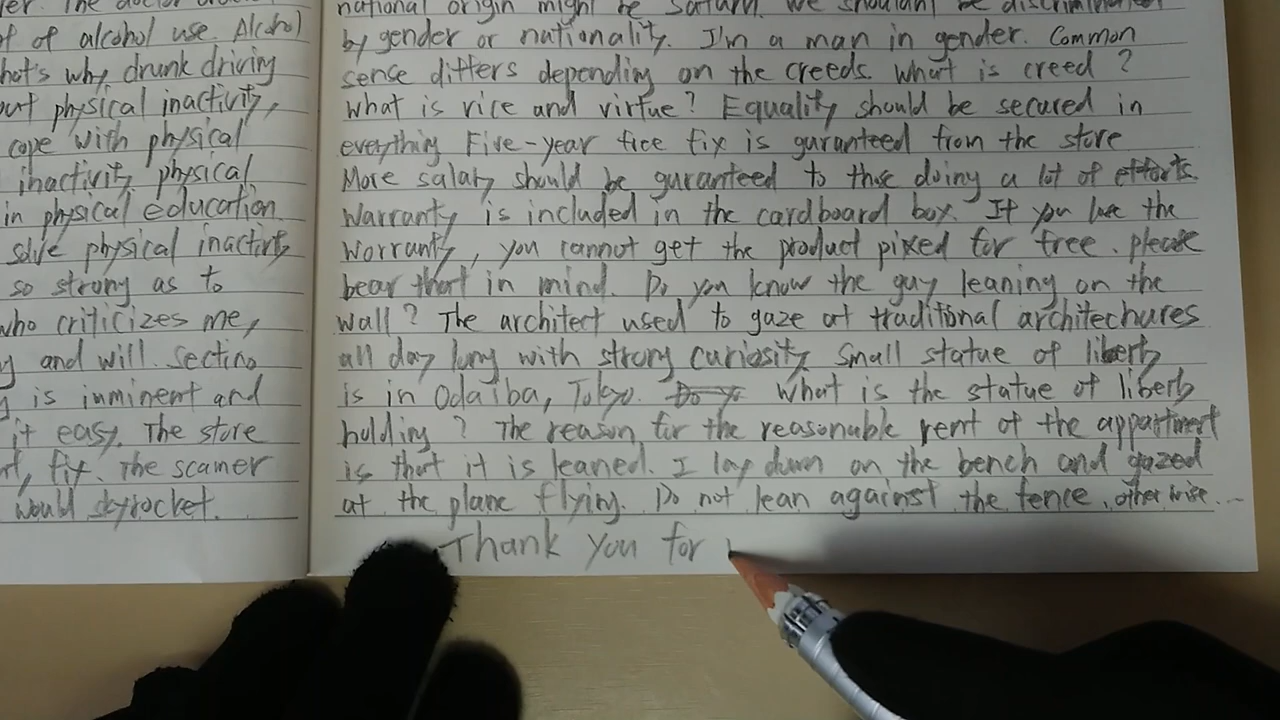 er. The doctor
of of alcohol use. Alcohol
hat's why drunk driving
out physical inactivity,
cope with physical
inactivity. physical
in physical education.
solve physical inactivity
so strong as to
who criticizes me,
y and will. section
g is imminent and
it easy. The store
rt, fix. The scamer
would skyrocket.
national origin might be Saturn. We shouldn't be discriminated
by gender or nationality. I'm a man in gender. Common
sense differs depending on the creeds. What is creed ?
What is vice and virtue? Equality should be secured in
everything Five-year free fix is guranteed from the store
More salary should be guranteed to those doing a lot of efforts.
Warranty is included in the cardboard box. If you lose the
Worranty, you cannot get the product fixed for free. please
bear that in mind. Do you know the guy leaning on the
wall? The architect used to gaze at traditional architechures
all day long with strong curiosity. Small statue of liberty
is in Odaiba, Tokyo. What is the statue of liberty
holding ? The reason for the reasonable rent of the appartment
is that it is leaned. I lay down on the bench and gazed
at the plane flying. Do not lean against the fence, otherwise ...
Thank you for